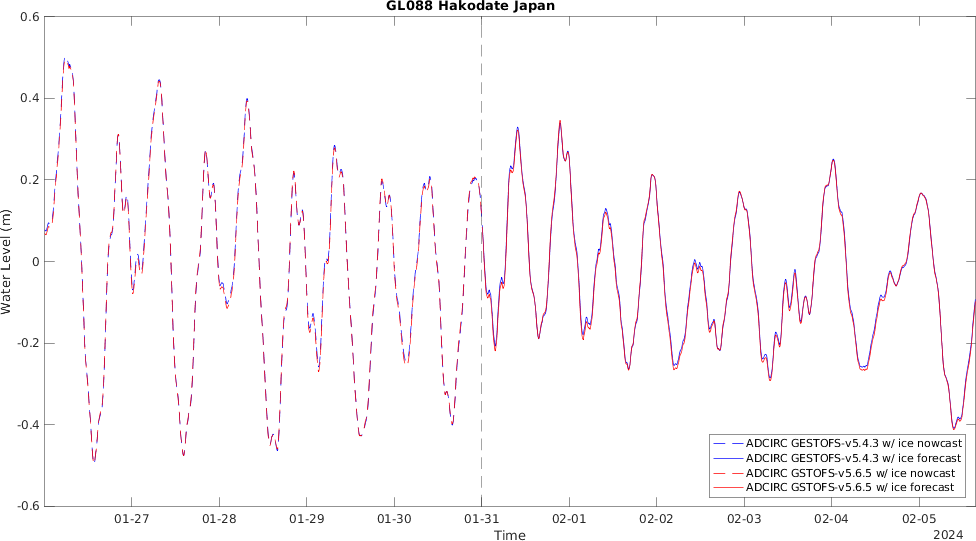 GL088 Hakodate Japan
0.6
0.4
0.2
0
-0.2
-0.4
-0.6
Water Level (m)
01-27
01-28
01-29
01-30
01-31
02-01
02-02
02-03
02-04
02-05
Time
2024
ADCIRC GESTOFS-v5.4.3 w/ ice nowcast
ADCIRC GESTOFS-v5.4.3 w/ ice forecast
ADCIRC GSTOFS-v5.6.5 w/ ice nowcast
ADCIRC GSTOFS-v5.6.5 w/ ice forecast